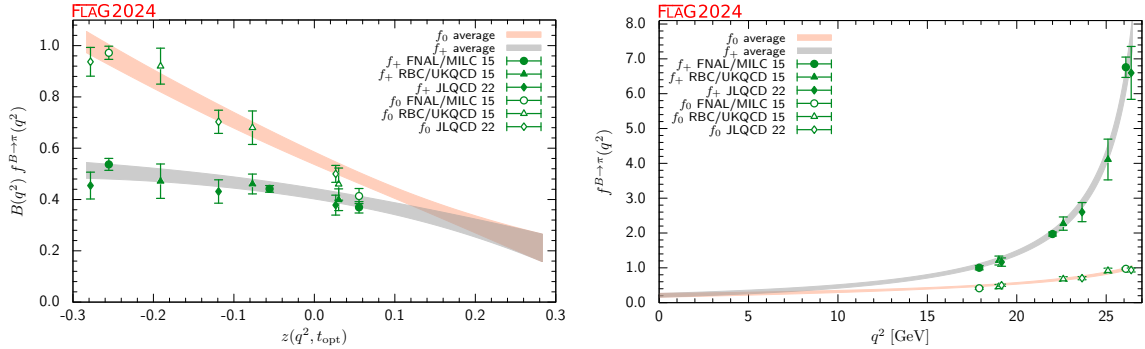 FLAG2024
f₀ average
f₊ average
f₊ FNAL/MILC 15
f₊ RBC/UKQCD 15
f₊ JLQCD 22
f₀ FNAL/MILC 15
f₀ RBC/UKQCD 15
f₀ JLQCD 22
1.0
0.8
0.6
0.4
0.2
0.0
B(q²) f^{B→π}(q²)
-0.3 -0.2 -0.1 0.0 0.1 0.2 0.3
z(q², t_opt)
FLAG2024
f₀ average
f₊ average
f₊ FNAL/MILC 15
f₊ RBC/UKQCD 15
f₊ JLQCD 22
f₀ FNAL/MILC 15
f₀ RBC/UKQCD 15
f₀ JLQCD 22
8.0
7.0
6.0
5.0
4.0
3.0
2.0
1.0
0.0
f^{B→π}(q²)
0 5 10 15 20 25
q² [GeV]